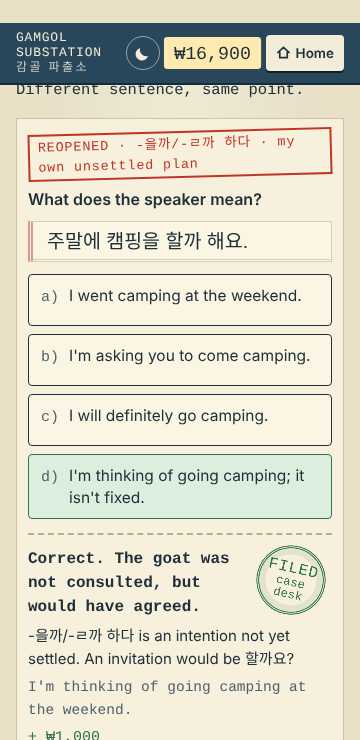 GAMGOL
SUBSTATION
감골 파출소
₩16,900
Home
Different sentence, same point.
REOPENED · -을까/-ㄹ까 하다 · my
own unsettled plan
What does the speaker mean?
주말에 캠핑을 할까 해요.
a) I went camping at the weekend.
b) I'm asking you to come camping.
c) I will definitely go camping.
d) I'm thinking of going camping; it
isn't fixed.
Correct. The goat was
not consulted, but
would have agreed.
FILED
case
desk
-을까/-ㄹ까 하다 is an intention not yet
settled. An invitation would be 할까요?
I'm thinking of going camping at
the weekend.
+ ₩1,000